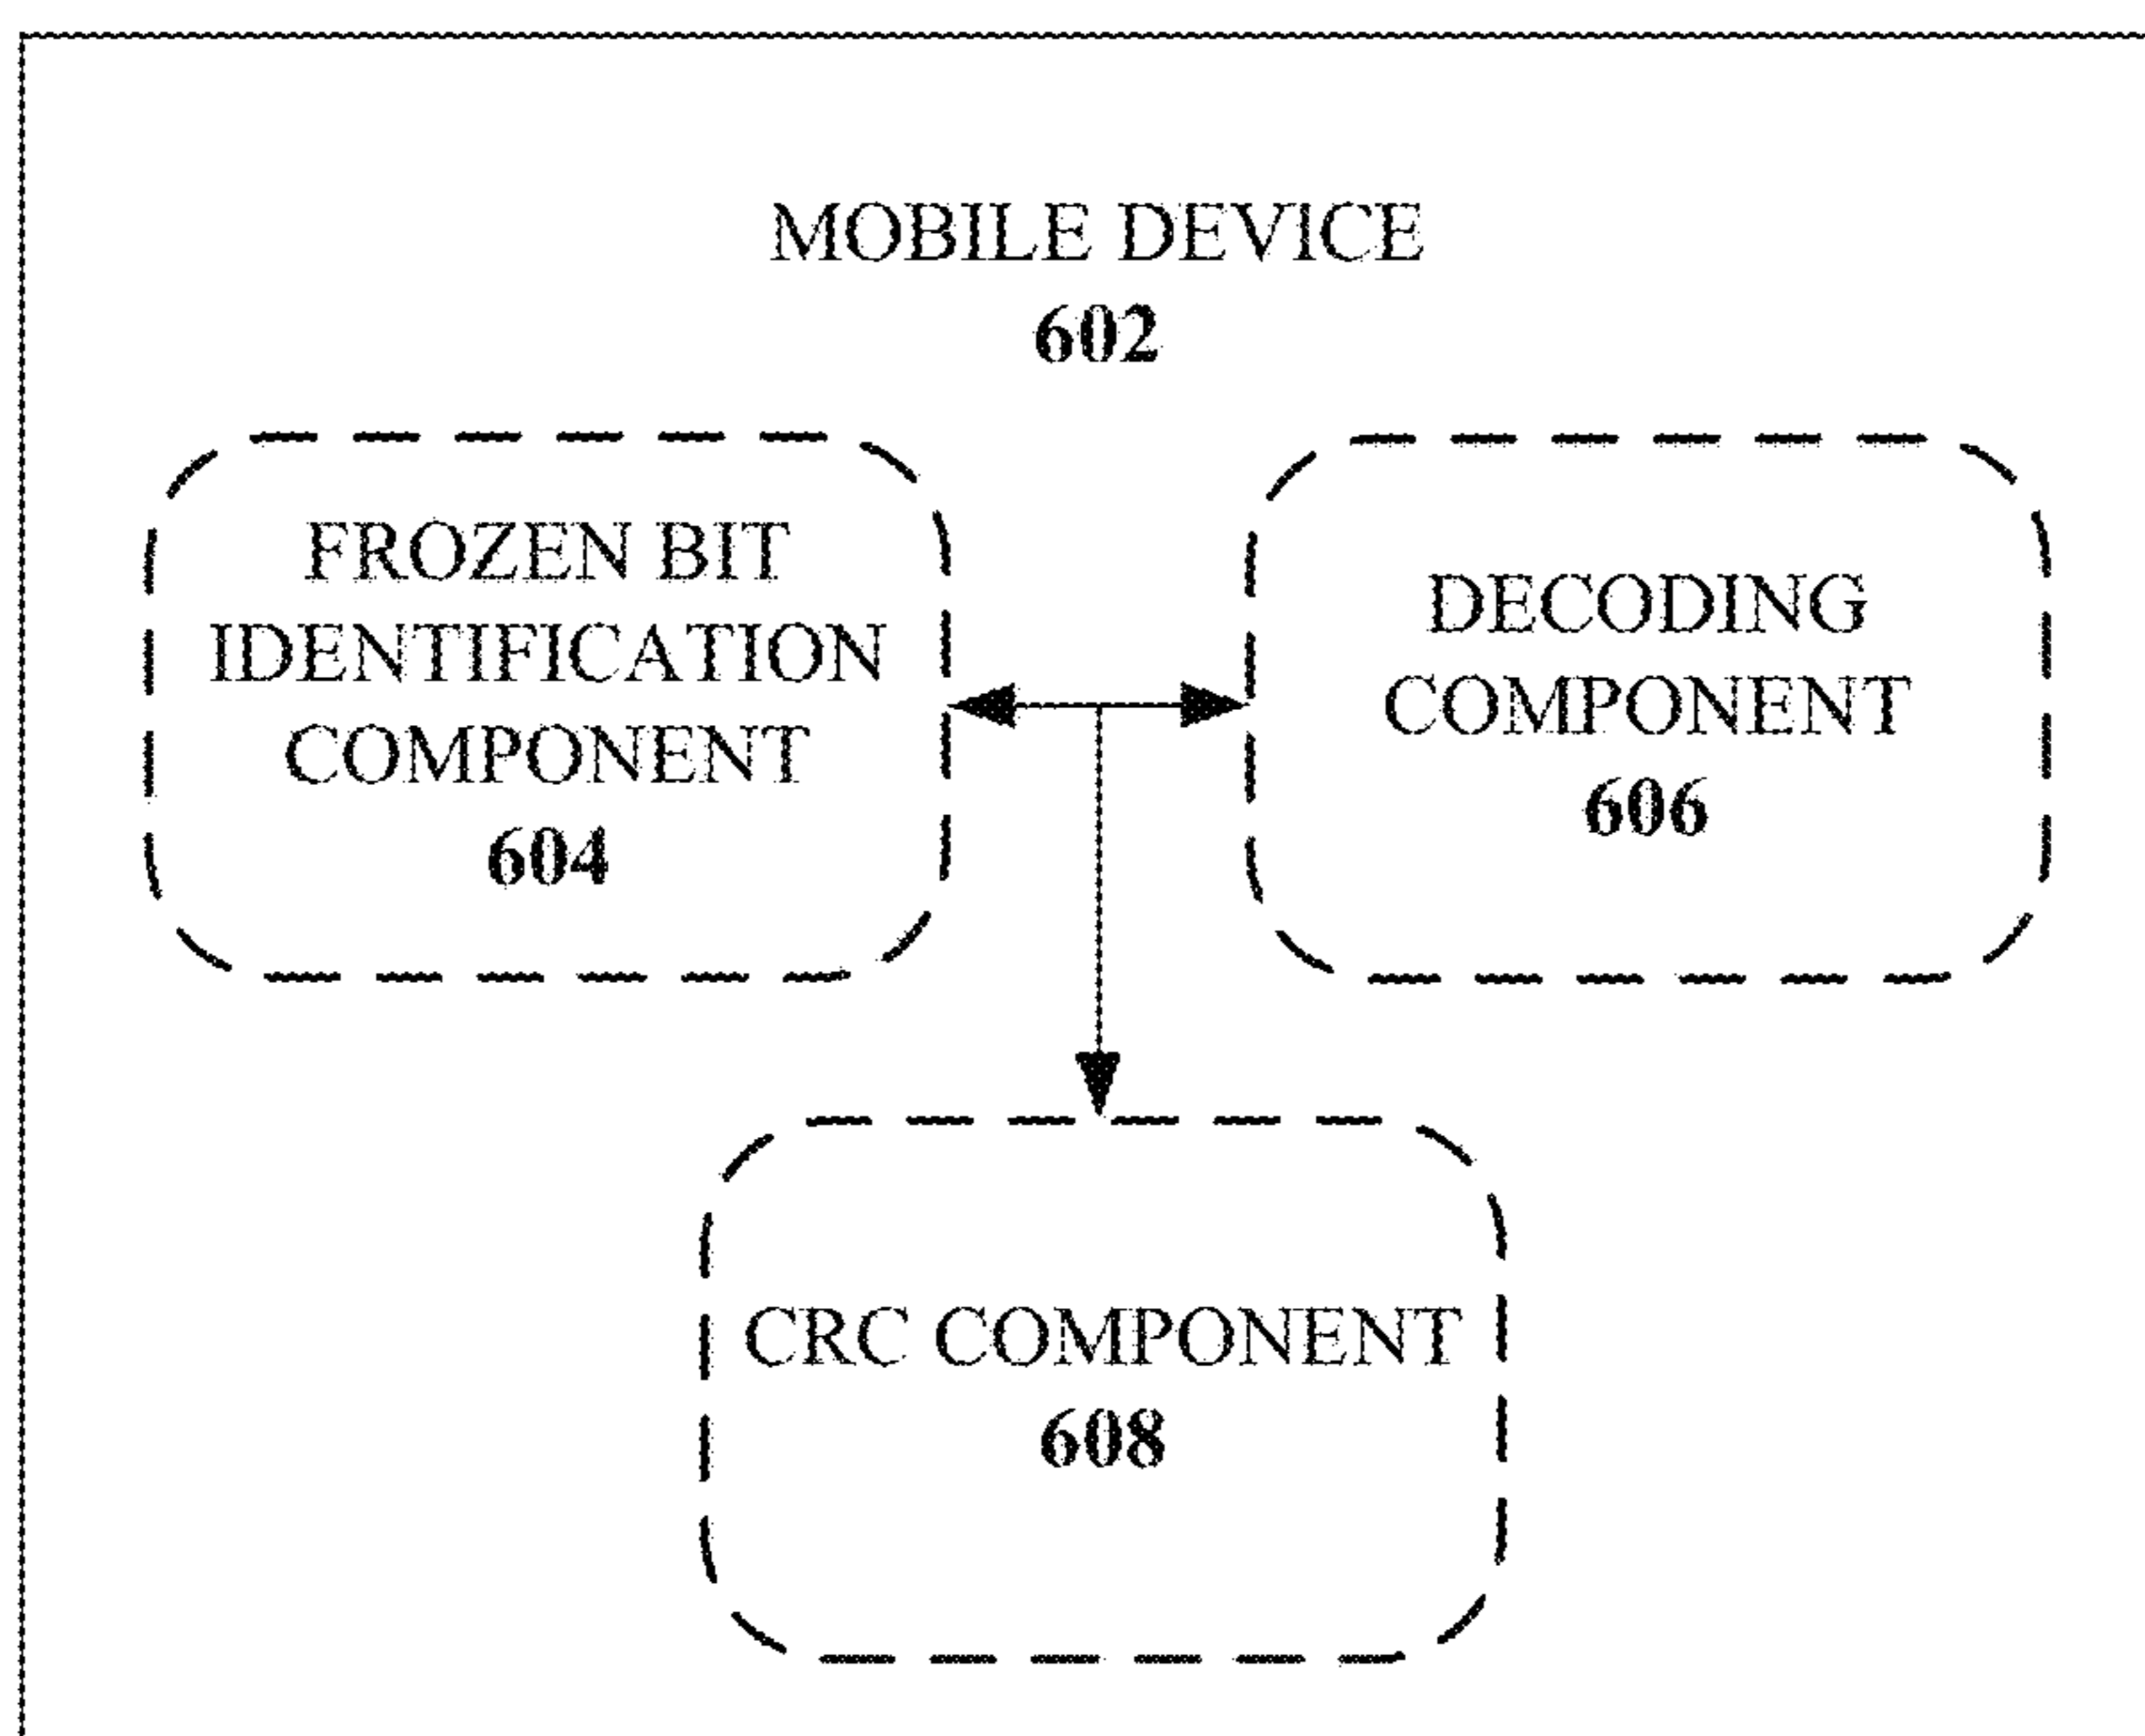 MOBILE DEVICE
602
FROZEN BIT
IDENTIFICATION
COMPONENT
604
DECODING
COMPONENT
606
CRC COMPONENT
608